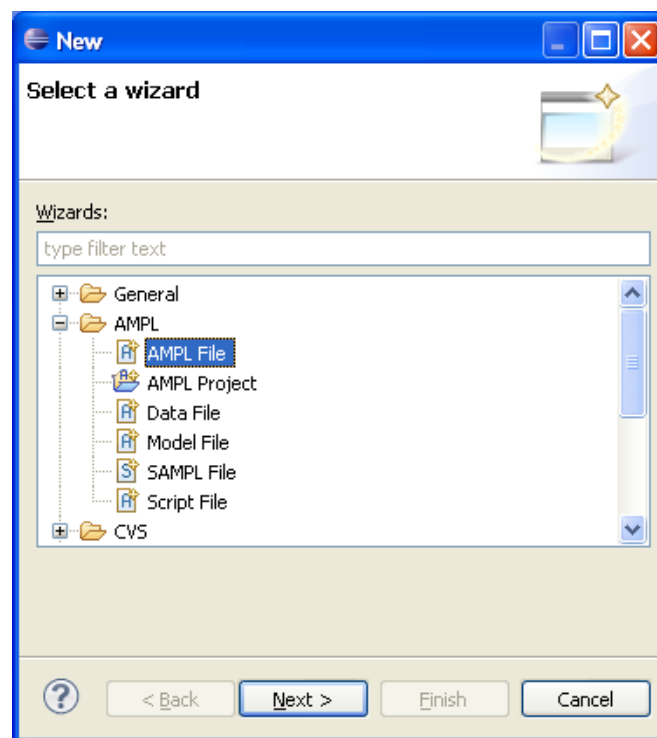 New
Select a wizard
Wizards:
type filter text
General
AMPL
AMPL File
AMPL Project
Data File
Model File
SAMPL File
Script File
CVS
? < Back Next > Finish Cancel